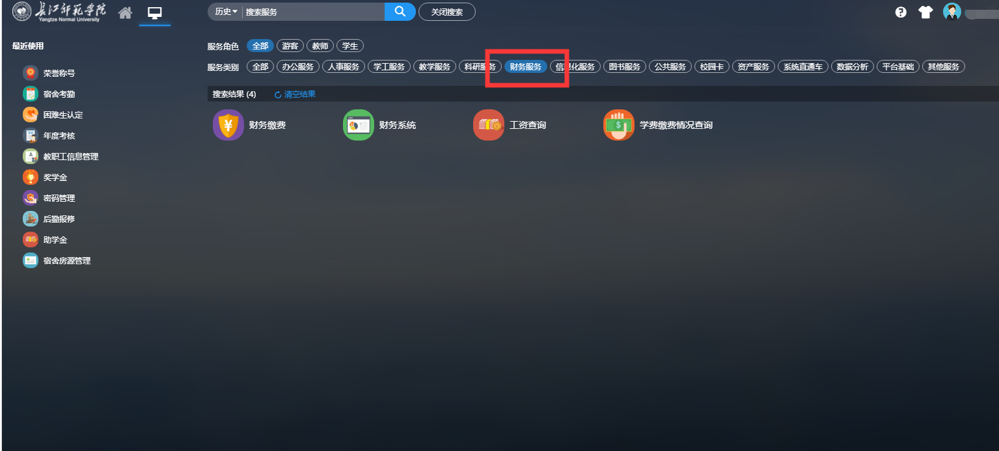 长江师范学院
Yangtze Normal University
历史 搜索服务
关闭搜索
最近使用
荣誉称号
宿舍考勤
困难生认定
年度考核
教职工信息管理
奖学金
密码管理
后勤报修
助学金
宿舍房源管理
服务角色 全部 游客 教师 学生
服务类别 全部 办公服务 人事服务 学工服务 教学服务 科研服务 财务服务 信息化服务 图书服务 公共服务 校园卡 资产服务 系统直通车 数据分析 平台基础 其他服务
搜索结果 (4) 清空结果
财务缴费 财务系统 工资查询 学费缴费情况查询